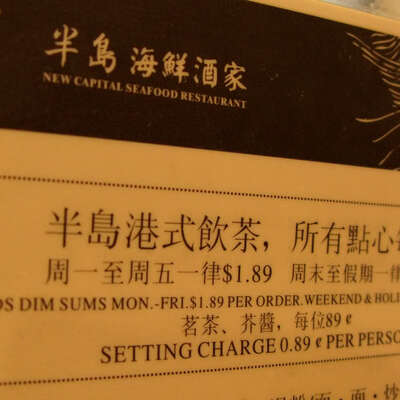 半島 海鮮酒家
NEW CAPITAL SEAFOOD RESTAURANT
半島港式飲茶，所有點心
周一至周五一律$1.89 周末至假期一律
DIM SUMS MON.-FRI.$1.89 PER ORDER.WEEKEND & HOL
茗茶、芥醬，每位89¢
SETTING CHARGE 0.89 ¢ PER PERSO